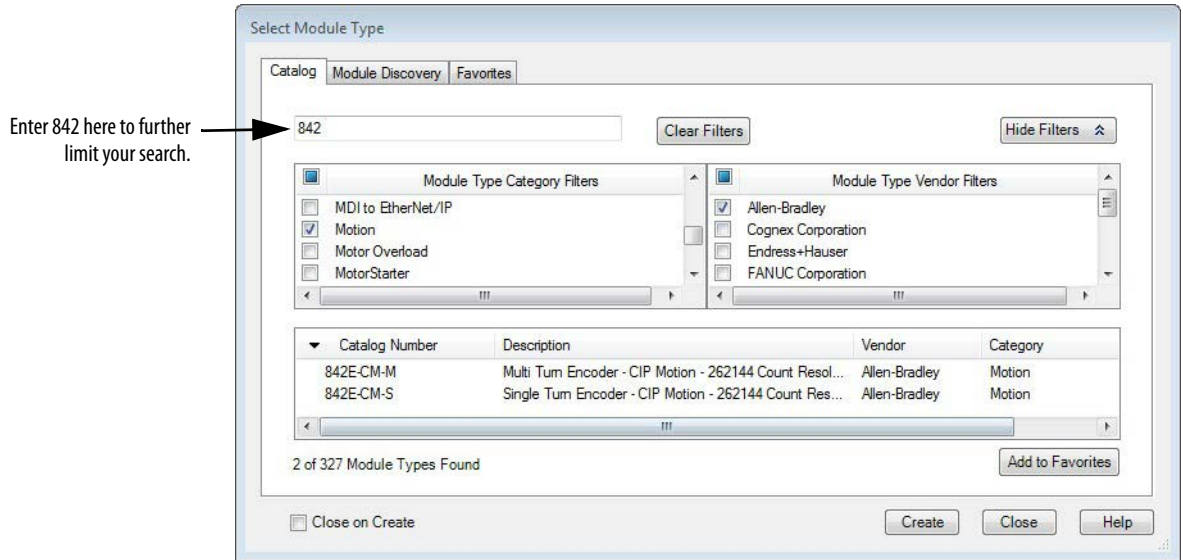 Select Module Type
Catalog Module Discovery Favorites
Enter 842 here to further
limit your search.
842
Clear Filters
Hide Filters
Module Type Category Filters
MDI to EtherNet/IP
Motion
Motor Overload
MotorStarter
Module Type Vendor Filters
Allen-Bradley
Cognex Corporation
Endress+Hauser
FANUC Corporation
Catalog Number Description Vendor Category
842E-CM-M Multi Turn Encoder - CIP Motion - 262144 Count Resol... Allen-Bradley Motion
842E-CM-S Single Turn Encoder - CIP Motion - 262144 Count Res... Allen-Bradley Motion
2 of 327 Module Types Found
Add to Favorites
Close on Create
Create Close Help